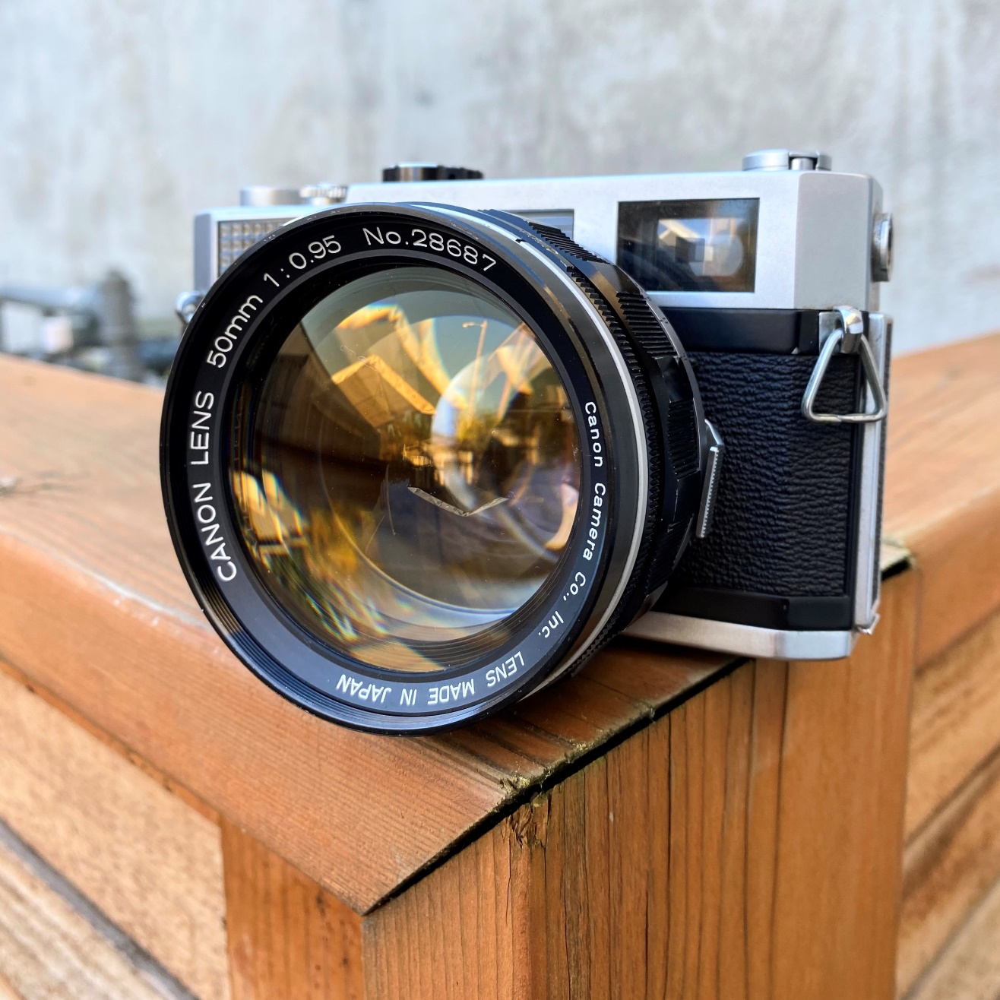 CANON LENS 50mm 1:0.95 No.28687
Canon Camera Co., Inc.
LENS MADE IN JAPAN